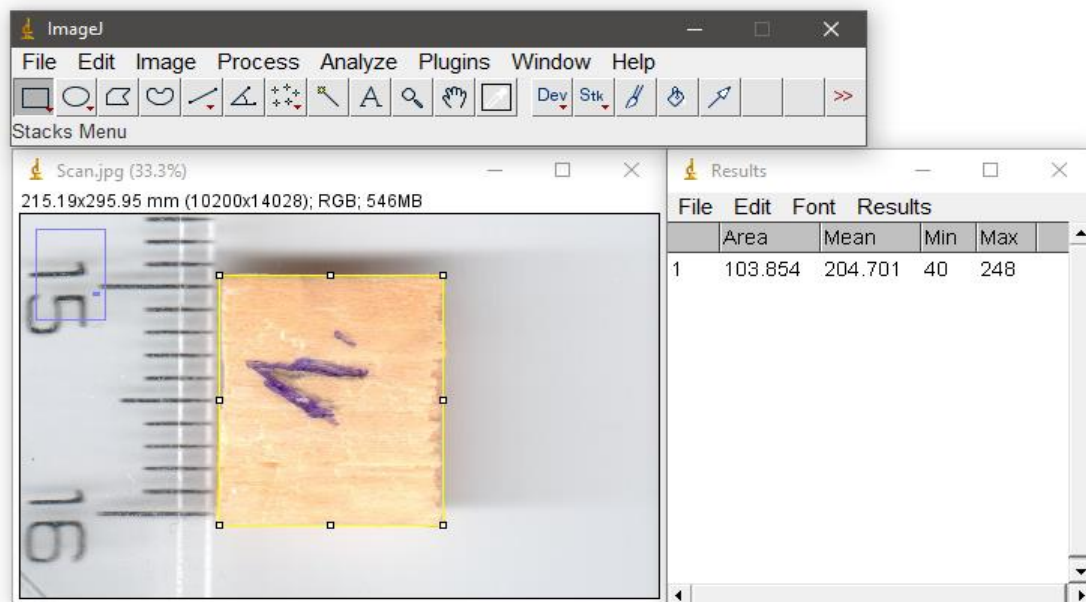 ImageJ
File Edit Image Process Analyze Plugins Window Help
A Dev Stk >>
Stacks Menu
Scan.jpg (33.3%)
215.19x295.95 mm (10200x14028); RGB; 546MB
15
16
Results
File Edit Font Results
Area Mean Min Max
1 103.854 204.701 40 248